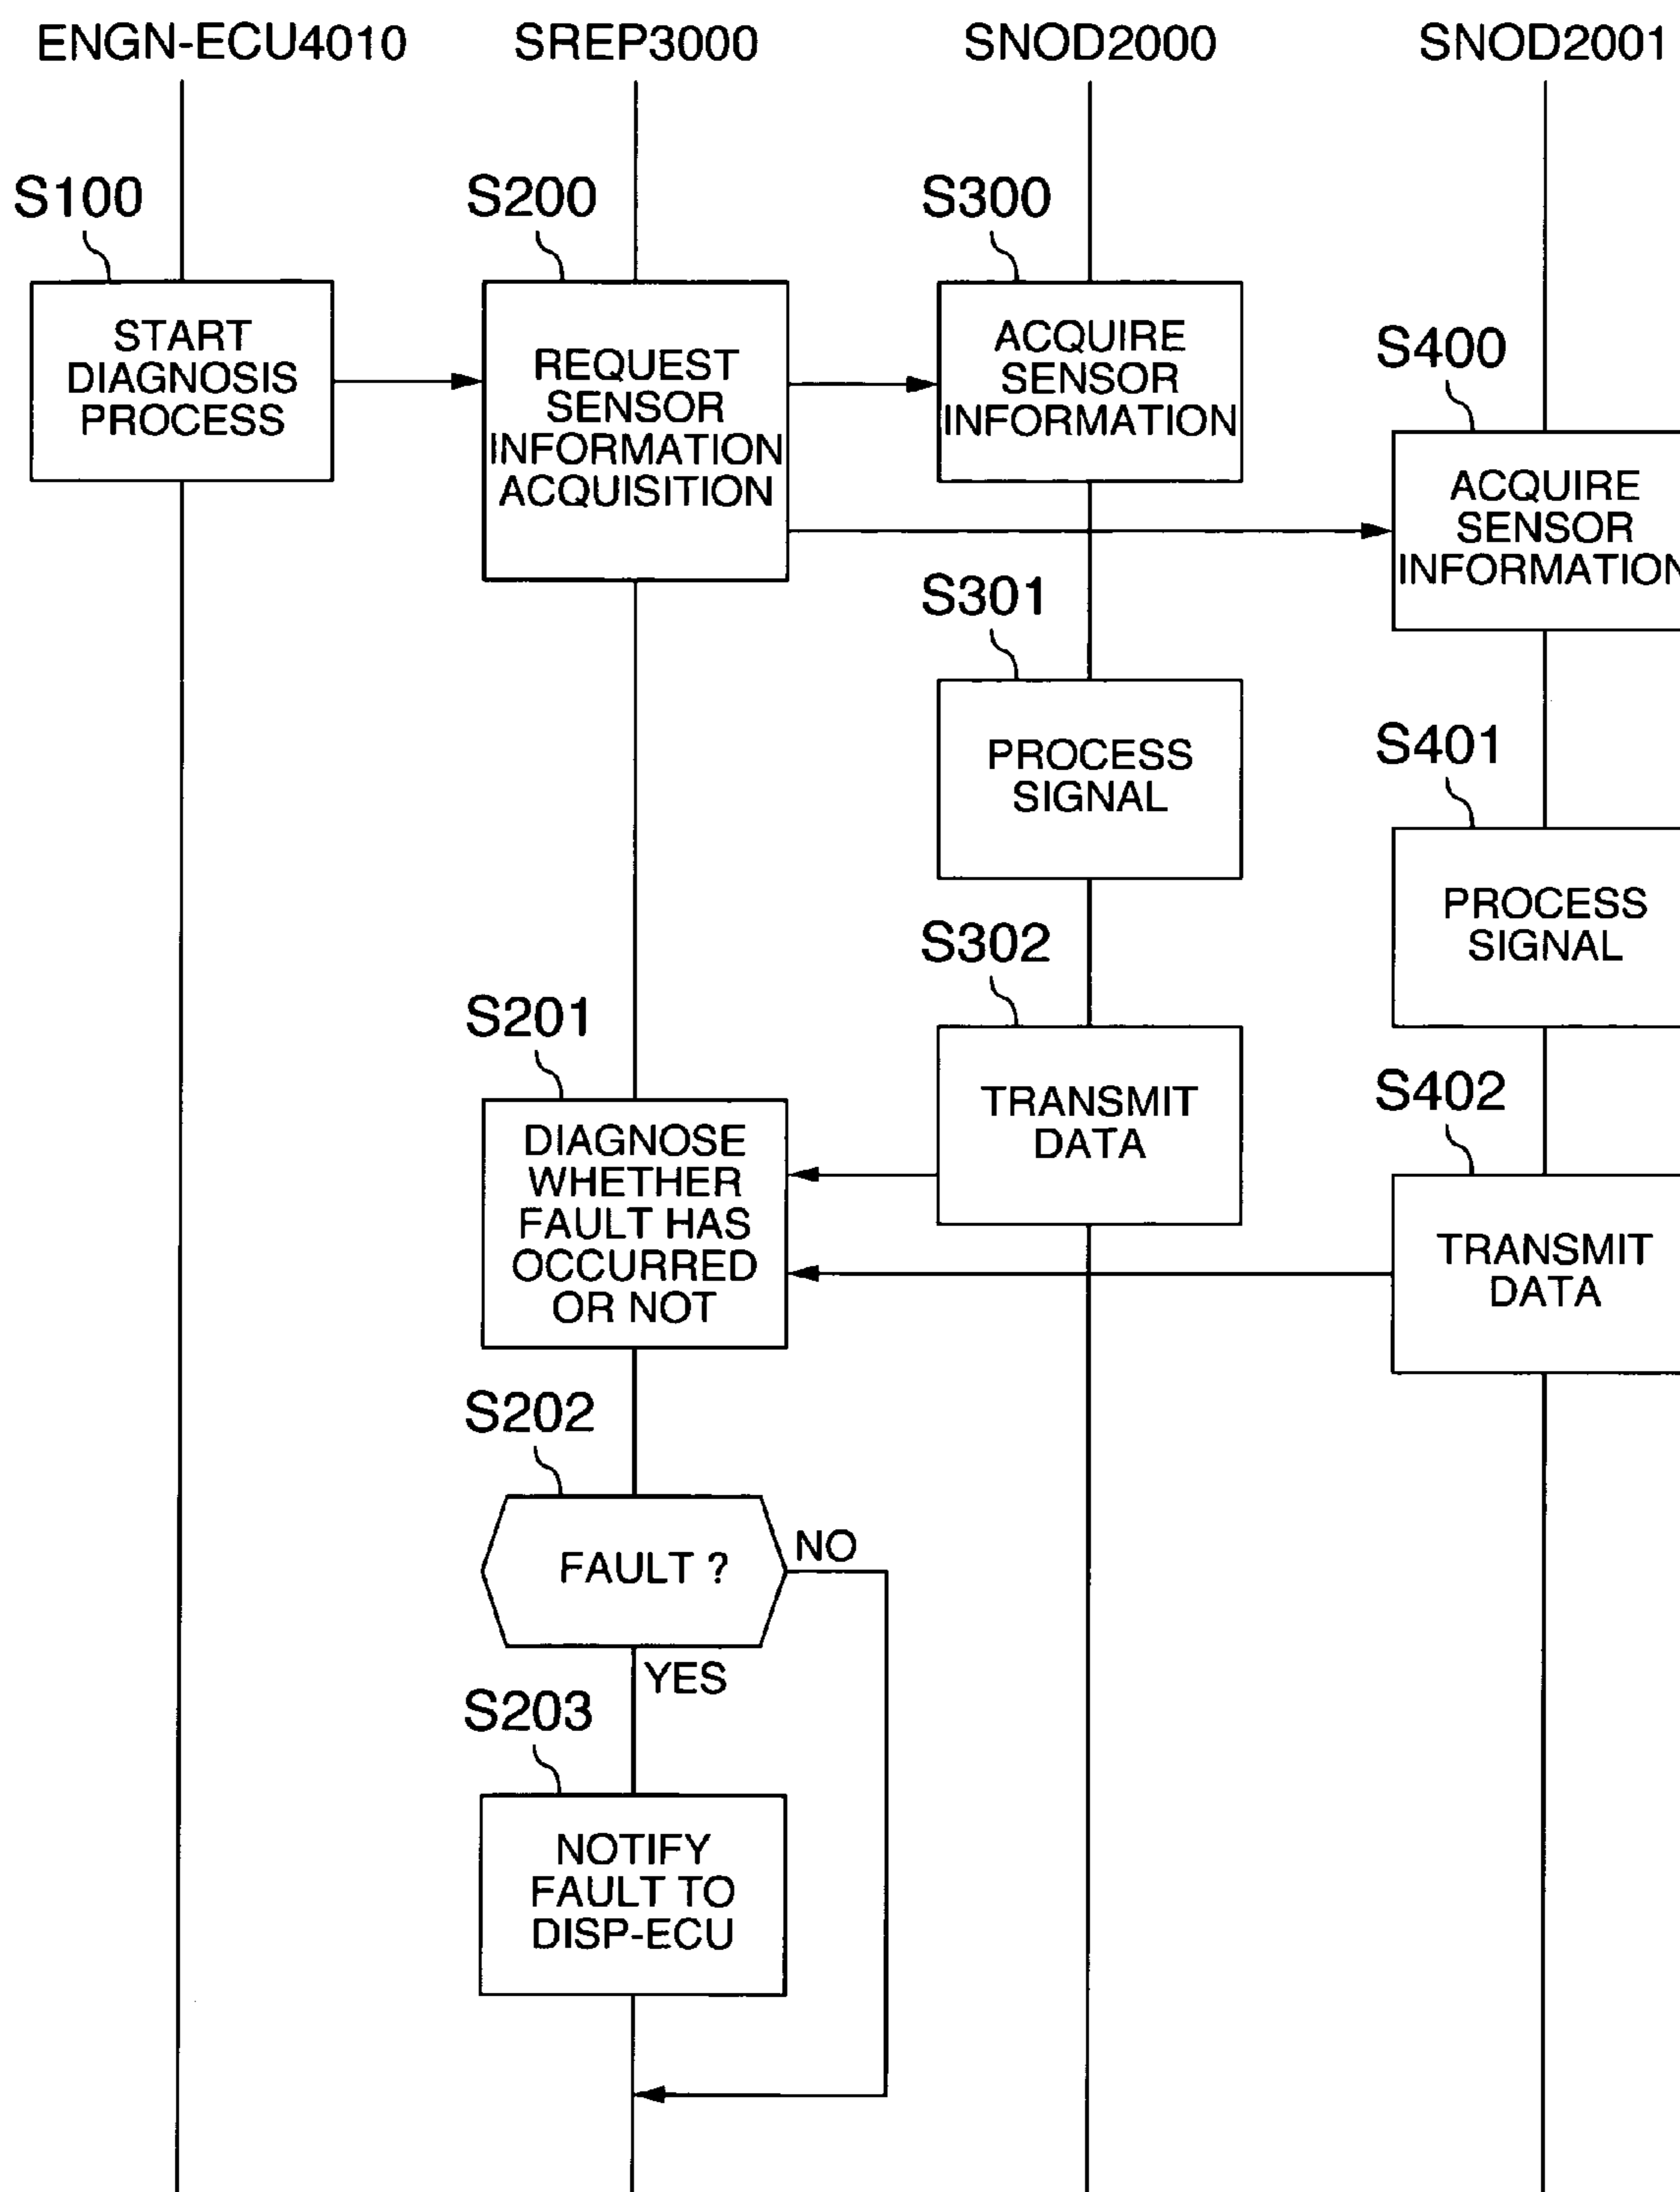 ENGN-ECU4010
SREP3000
SNOD2000
SNOD2001
S100
S200
S300
START
DIAGNOSIS
PROCESS
REQUEST
SENSOR
INFORMATION
ACQUISITION
ACQUIRE
SENSOR
INFORMATION
S400
ACQUIRE
SENSOR
INFORMATION
S301
PROCESS
SIGNAL
S401
PROCESS
SIGNAL
S302
TRANSMIT
DATA
S201
DIAGNOSE
WHETHER
FAULT HAS
OCCURRED
OR NOT
S402
TRANSMIT
DATA
S202
FAULT ?
NO
YES
S203
NOTIFY
FAULT TO
DISP-ECU